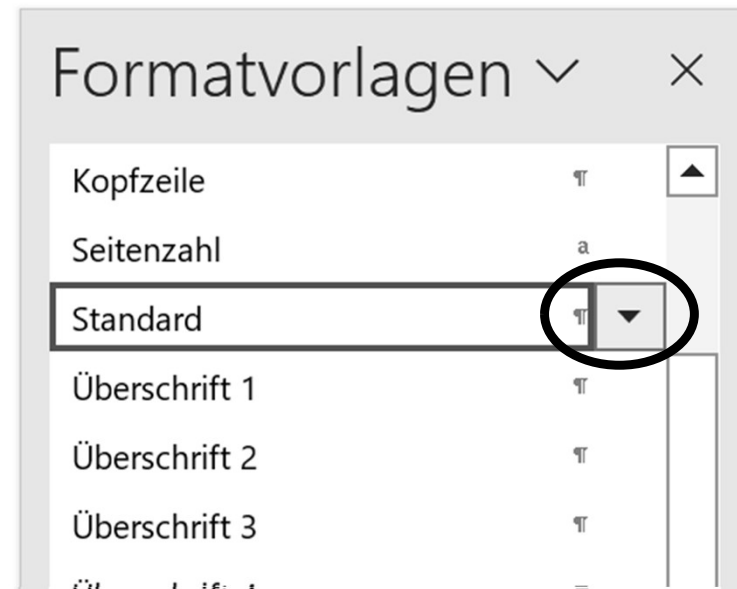 Formatvorlagen
Kopfzeile ¶
Seitenzahl a
Standard ¶
Überschrift 1 ¶
Überschrift 2 ¶
Überschrift 3 ¶